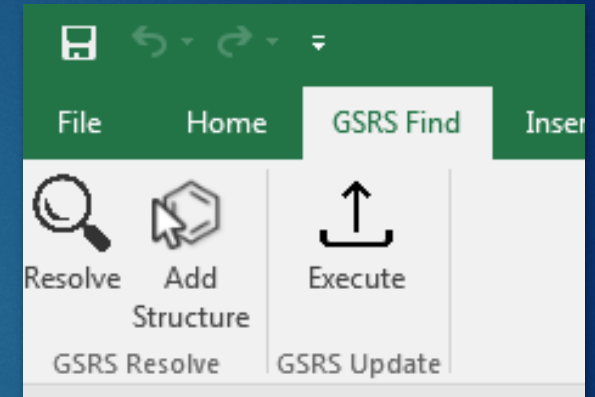 File Home GSRS Find
Resolve Add Structure Execute
GSRS Resolve GSRS Update